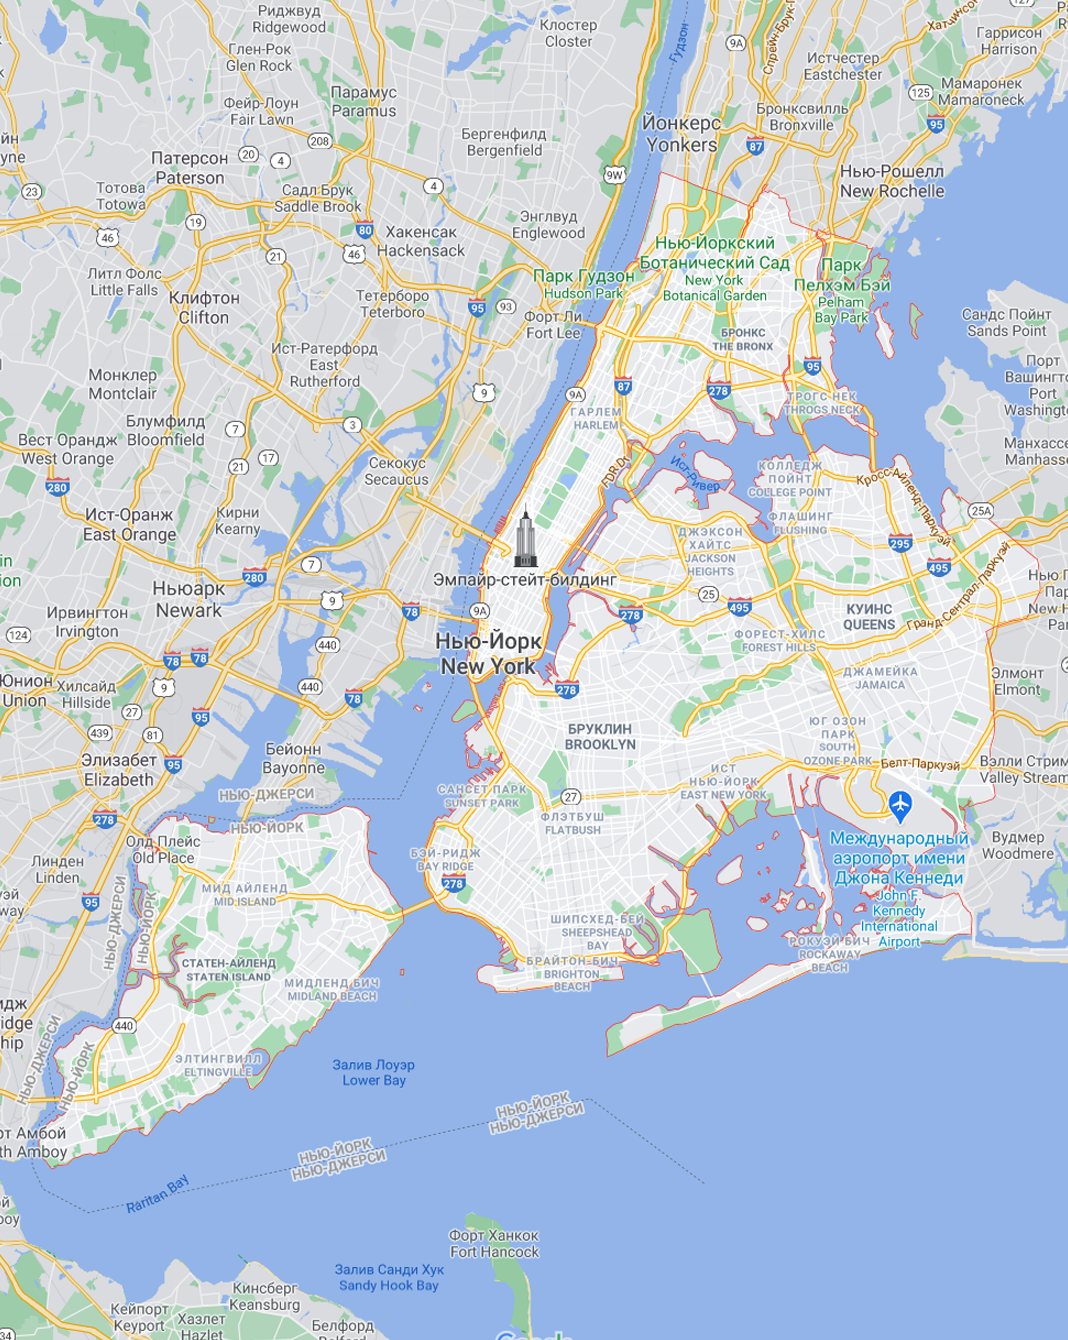 Риджвуд
Ridgewood
Клостер
Closter
Гудзон
9A
Спрейн-Брук-П
127
Хатчинсон
Гаррисон
Harrison
Глен-Рок
Glen Rock
Истчестер
Eastchester
Мамаронек
Mamaroneck
125
Парамус
Paramus
Фейр-Лоун
Fair Lawn
Бронксвилль
Bronxville
95
Йонкерс
Yonkers
87
208
Бергенфилд
Bergenfield
20
4
Патерсон
Paterson
9W
Нью-Рошелл
New Rochelle
йн
yne
23
Тотова
Totowa
Садл Брук
Saddle Brook
4
19
80
Энглвуд
Englewood
46
Хакенсак
Hackensack
46
21
Нью-Йоркский
Ботанический Сад
New York
Botanical Garden
Парк
Пелхэм Бэй
Pelham
Bay Park
Литл Фолс
Little Falls
Парк Гудзон
Hudson Park
Клифтон
Clifton
Тетерборо
Teterboro
95
93
Форт Ли
Fort Lee
Сандс Пойнт
Sands Point
БРОНКС
THE BRONX
Ист-Ратерфорд
East
Rutherford
Порт
Вашингто
Port
Washingto
95
87
278
9A
9
Монклер
Montclair
ТРОГС НЕК
THROGS NECK
ГАРЛЕМ
HARLEM
Блумфилд
Bloomfield
7
3
Вест Орандж
West Orange
21
17
Секокус
Secaucus
FDR Dr
Ист-Ривер
Манхассе
Manhasse
КОЛЛЕДЖ
ПОЙНТ
COLLEGE POINT
Кросс-Айленд-Паркуэй
280
Ист-Оранж
East Orange
Кирни
Kearny
ФЛАШИНГ
FLUSHING
25A
ДЖЭКСОН
ХАЙТС
JACKSON
HEIGHTS
295
495
7
280
Эмпайр-стейт-билдинг
Ньюарк
Newark
9
78
9A
278
25
495
КУИНС
QUEENS
Гранд-Сентрал-Паркуэй
Ирвингтон
Irvington
124
440
Нью-Йорк
New York
ФОРЕСТ-ХИЛС
FOREST HILLS
78
78
ДЖАМЕЙКА
JAMAICA
Элмонт
Elmont
Юнион
Union
Хилсайд
Hillside
9
440
78
278
27
95
439
81
БРУКЛИН
BROOKLYN
ЮГ ОЗОН
ПАРК
SOUTH
OZONE PARK
Элизабет
Elizabeth
95
Бейонн
Bayonne
Белт-Паркуэй
Вэлли Стрим
Valley Stream
ИСТ
НЬЮ-ЙОРК
EAST NEW YORK
САНСЕТ ПАРК
SUNSET PARK
27
НЬЮ-ДЖЕРСИ
НЬЮ-ЙОРК
278
ФЛЭТБУШ
FLATBUSH
Олд Плейс
Old Place
Международный
аэропорт имени
Джона Кеннеди
John F.
Kennedy
International
Airport
Вудмер
Woodmere
БЭЙ-РИДЖ
BAY RIDGE
278
Линден
Linden
95
МИД АЙЛЕНД
MID ISLAND
НЬЮ-ДЖЕРСИ
НЬЮ-ЙОРК
ШИПСХЕД-БЕЙ
SHEEPSHEAD
BAY
РОКУЭЙ БИЧ
ROCKAWAY
BEACH
СТАТЕН-АЙЛЕНД
STATEN ISLAND
БРАЙТОН-БИЧ
BRIGHTON
BEACH
МИДЛЕНД БИЧ
MIDLAND BEACH
440
НЬЮ-ДЖЕРСИ
НЬЮ-ЙОРК
ЭЛТИНГВИЛЛ
ELTINGVILLE
Залив Лоуэр
Lower Bay
НЬЮ-ЙОРК
НЬЮ-ДЖЕРСИ
рт Амбой
th Amboy
НЬЮ-ЙОРК
НЬЮ-ДЖЕРСИ
Raritan Bay
Форт Ханкок
Fort Hancock
Залив Санди Хук
Sandy Hook Bay
Кинсберг
Keansburg
Кейпорт
Keyport
Хазлет
Hazlet
Белфорд
34
Google